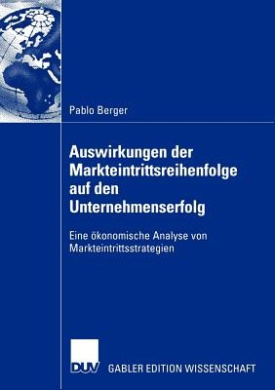 Pablo Berger
Auswirkungen der
Markteintrittsreihenfolge
auf den
Unternehmenserfolg
Eine ökonomische Analyse von
Markteintrittsstrategien
DUV
GABLER EDITION WISSENSCHAFT